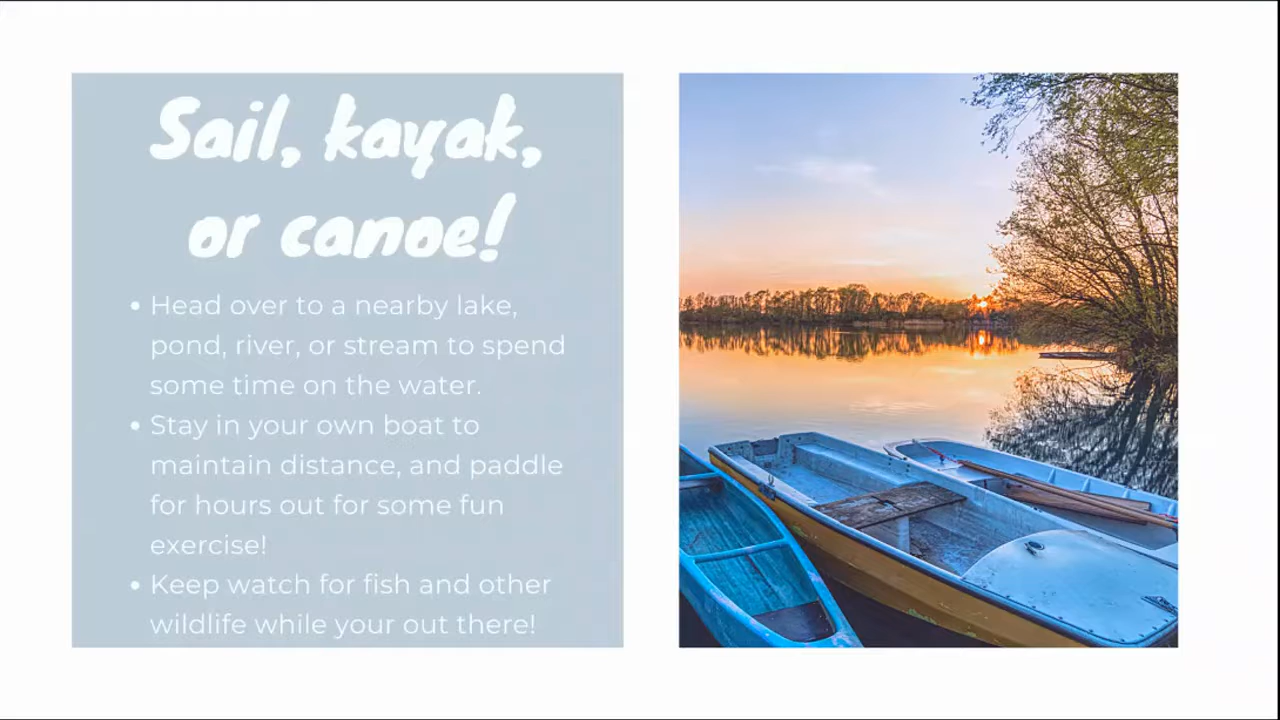 Sail, kayak,
or canoe!
• Head over to a nearby lake,
pond, river, or stream to spend
some time on the water.
• Stay in your own boat to
maintain distance, and paddle
for hours out for some fun
exercise!
• Keep watch for fish and other
wildlife while your out there!